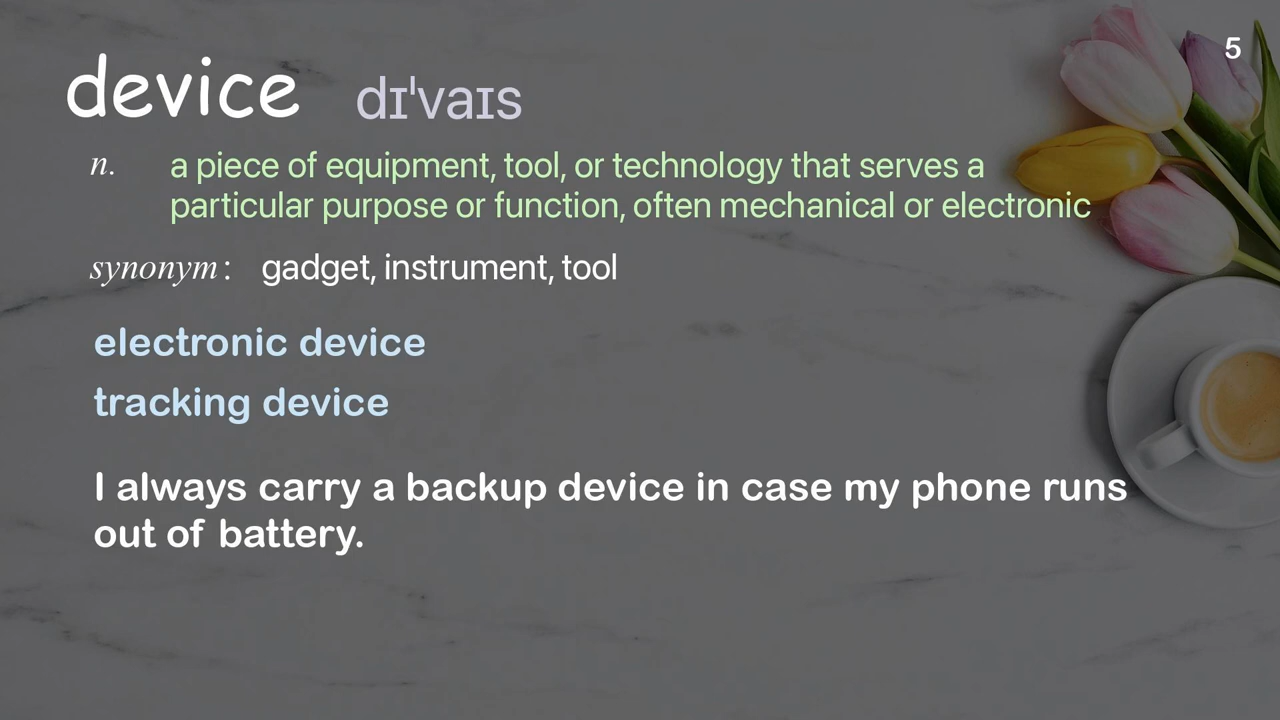 5
device dɪˈvaɪs
n. a piece of equipment, tool, or technology that serves a
particular purpose or function, often mechanical or electronic
synonym: gadget, instrument, tool
electronic device
tracking device
I always carry a backup device in case my phone runs
out of battery.